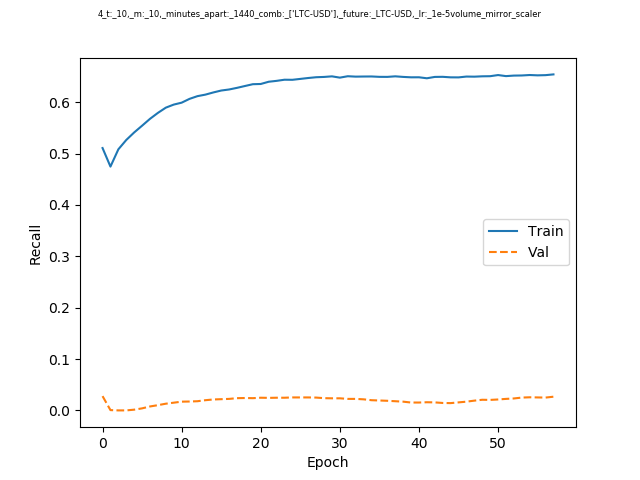 4_t:_10,_m:_10,_minutes_apart:_1440_comb:_['LTC-USD'],_future:_LTC-USD,_lr:_1e-5volume_mirror_scaler
0.6
0.5
0.4
0.3
0.2
0.1
0.0
Recall
Train
Val
0 10 20 30 40 50
Epoch